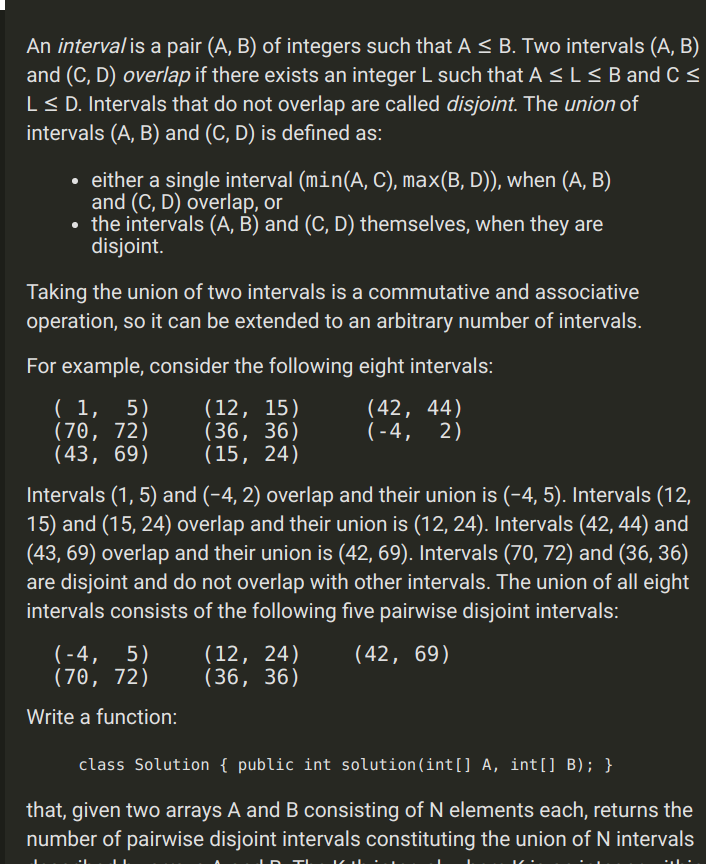 An interval is a pair (A, B) of integers such that A ≤ B. Two intervals (A, B)
and (C, D) overlap if there exists an integer L such that A ≤ L ≤ B and C ≤
L ≤ D. Intervals that do not overlap are called disjoint. The union of
intervals (A, B) and (C, D) is defined as:
• either a single interval (min(A, C), max(B, D)), when (A, B)
and (C, D) overlap, or
• the intervals (A, B) and (C, D) themselves, when they are
disjoint.
Taking the union of two intervals is a commutative and associative
operation, so it can be extended to an arbitrary number of intervals.
For example, consider the following eight intervals:
( 1, 5) (12, 15) (42, 44)
(70, 72) (36, 36) (-4, 2)
(43, 69) (15, 24)
Intervals (1, 5) and (−4, 2) overlap and their union is (−4, 5). Intervals (12,
15) and (15, 24) overlap and their union is (12, 24). Intervals (42, 44) and
(43, 69) overlap and their union is (42, 69). Intervals (70, 72) and (36, 36)
are disjoint and do not overlap with other intervals. The union of all eight
intervals consists of the following five pairwise disjoint intervals:
(-4, 5) (12, 24) (42, 69)
(70, 72) (36, 36)
Write a function:
class Solution { public int solution(int[] A, int[] B); }
that, given two arrays A and B consisting of N elements each, returns the
number of pairwise disjoint intervals constituting the union of N intervals